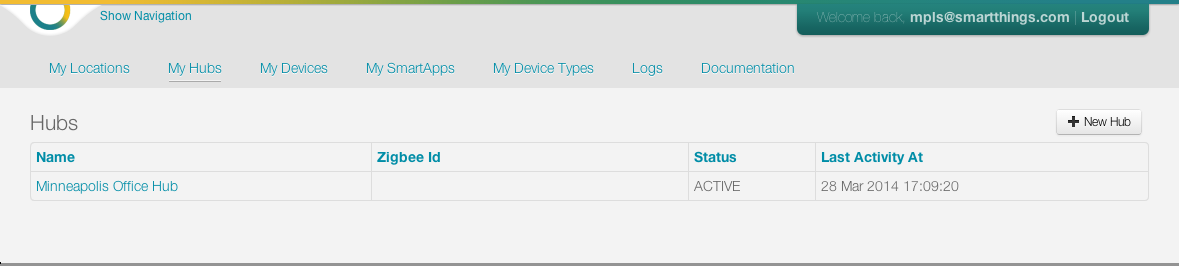 Show Navigation
Welcome back, mpls@smartthings.com | Logout
My Locations My Hubs My Devices My SmartApps My Device Types Logs Documentation
Hubs
+ New Hub
Name Zigbee Id Status Last Activity At
Minneapolis Office Hub ACTIVE 28 Mar 2014 17:09:20